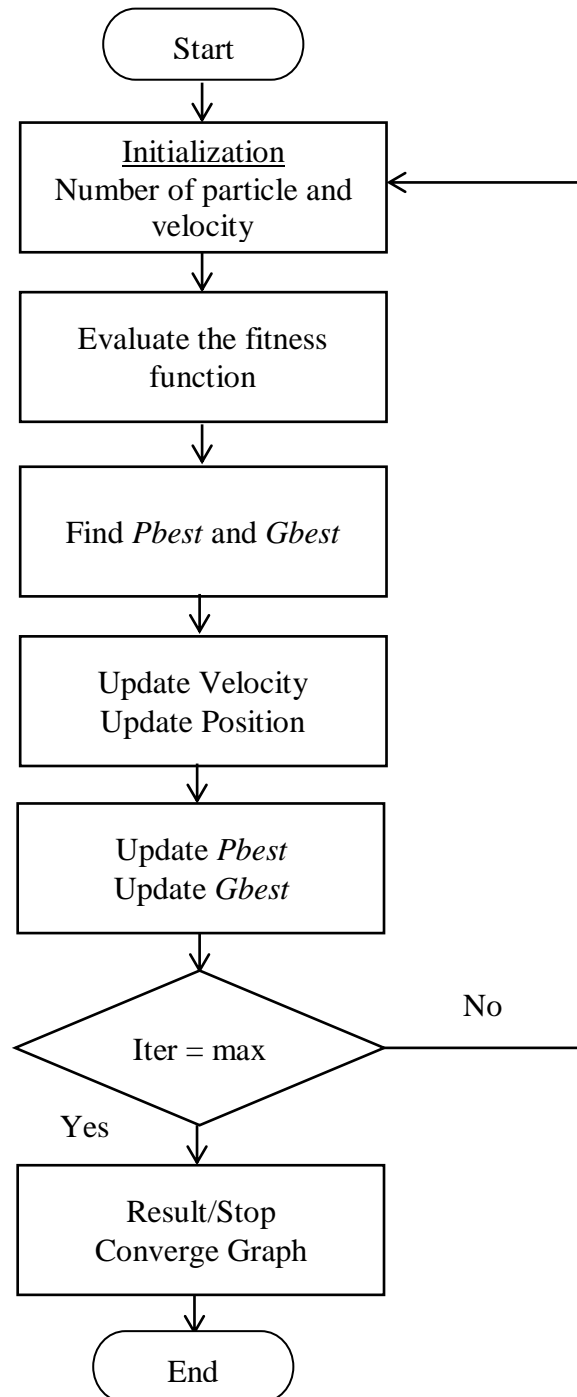 Start
Initialization
Number of particle and
velocity
Evaluate the fitness
function
Find Pbest and Gbest
Update Velocity
Update Position
Update Pbest
Update Gbest
Iter = max
No
Yes
Result/Stop
Converge Graph
End